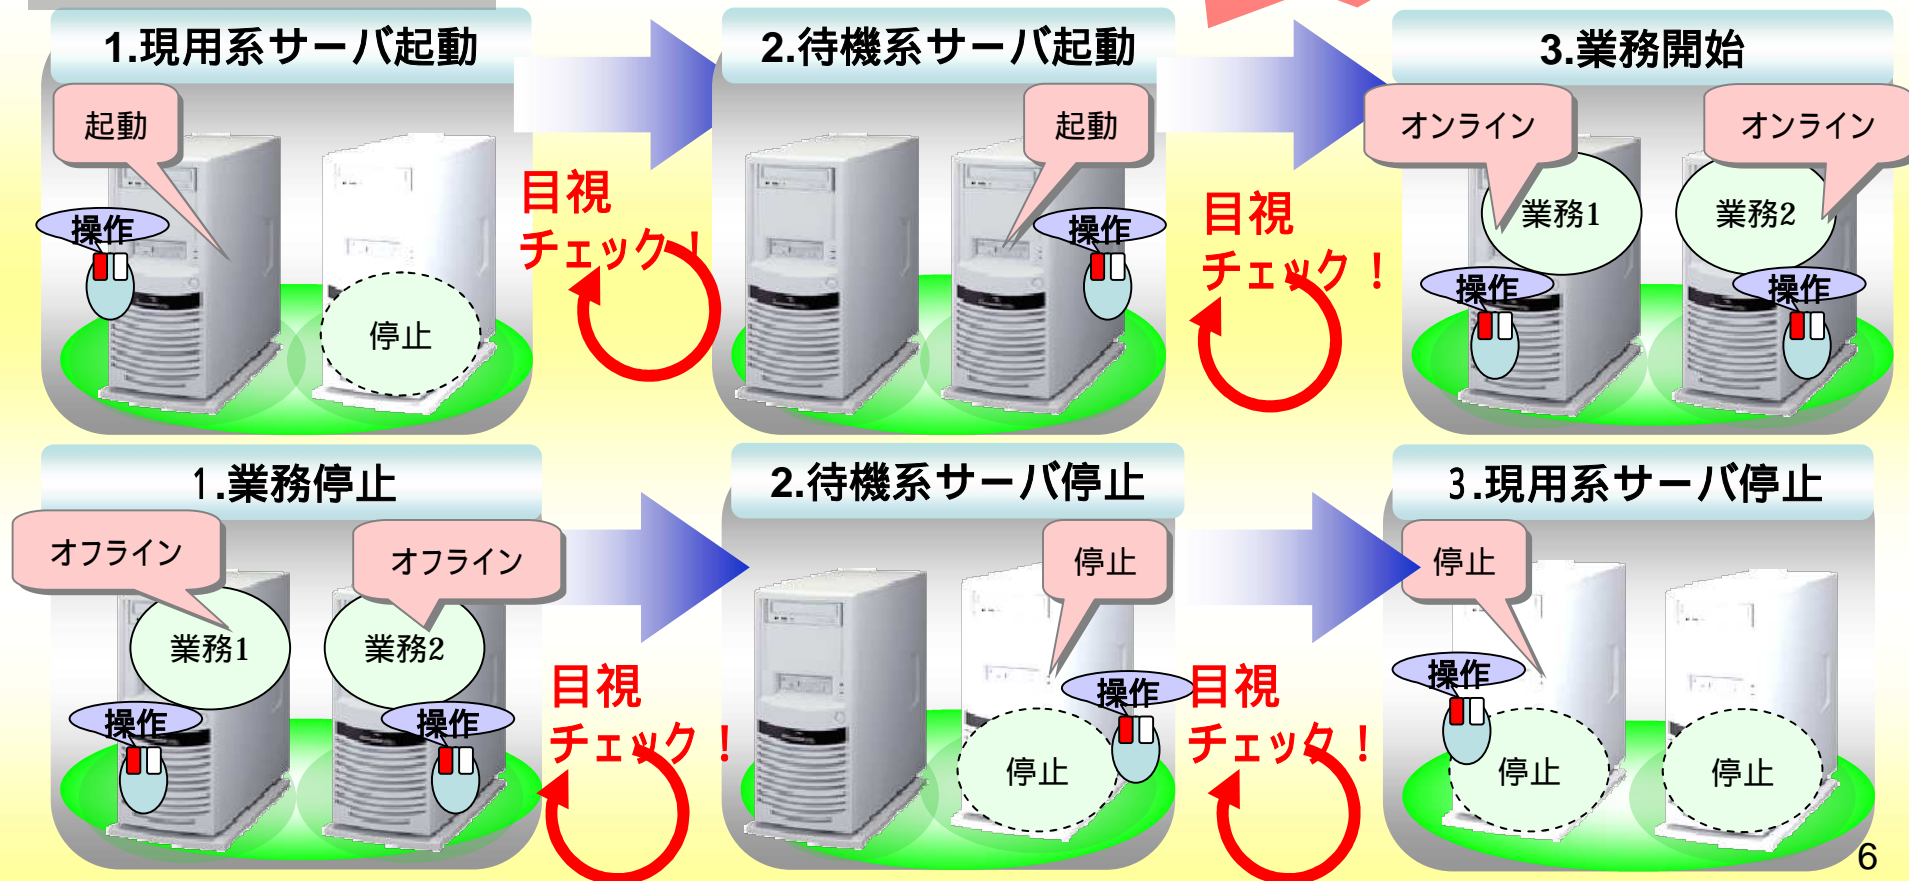 1.現用系サーバ起動
2.待機系サーバ起動
3.業務開始
起動
起動
オンライン
オンライン
目視
チェック！
目視
チェック！
業務1
業務2
操作
操作
操作
操作
停止
1.業務停止
2.待機系サーバ停止
3.現用系サーバ停止
オフライン
オフライン
停止
停止
業務1
業務2
目視
チェック！
目視
チェック！
操作
操作
操作
操作
停止
停止
停止
6